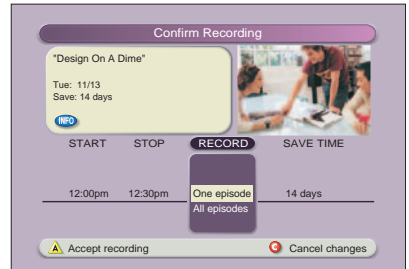 Confirm Recording
"Design On A Dime"
Tue: 11/13
Save: 14 days
INFO
START STOP RECORD SAVE TIME
12:00pm 12:30pm One episode 14 days
All episodes
A Accept recording C Cancel changes